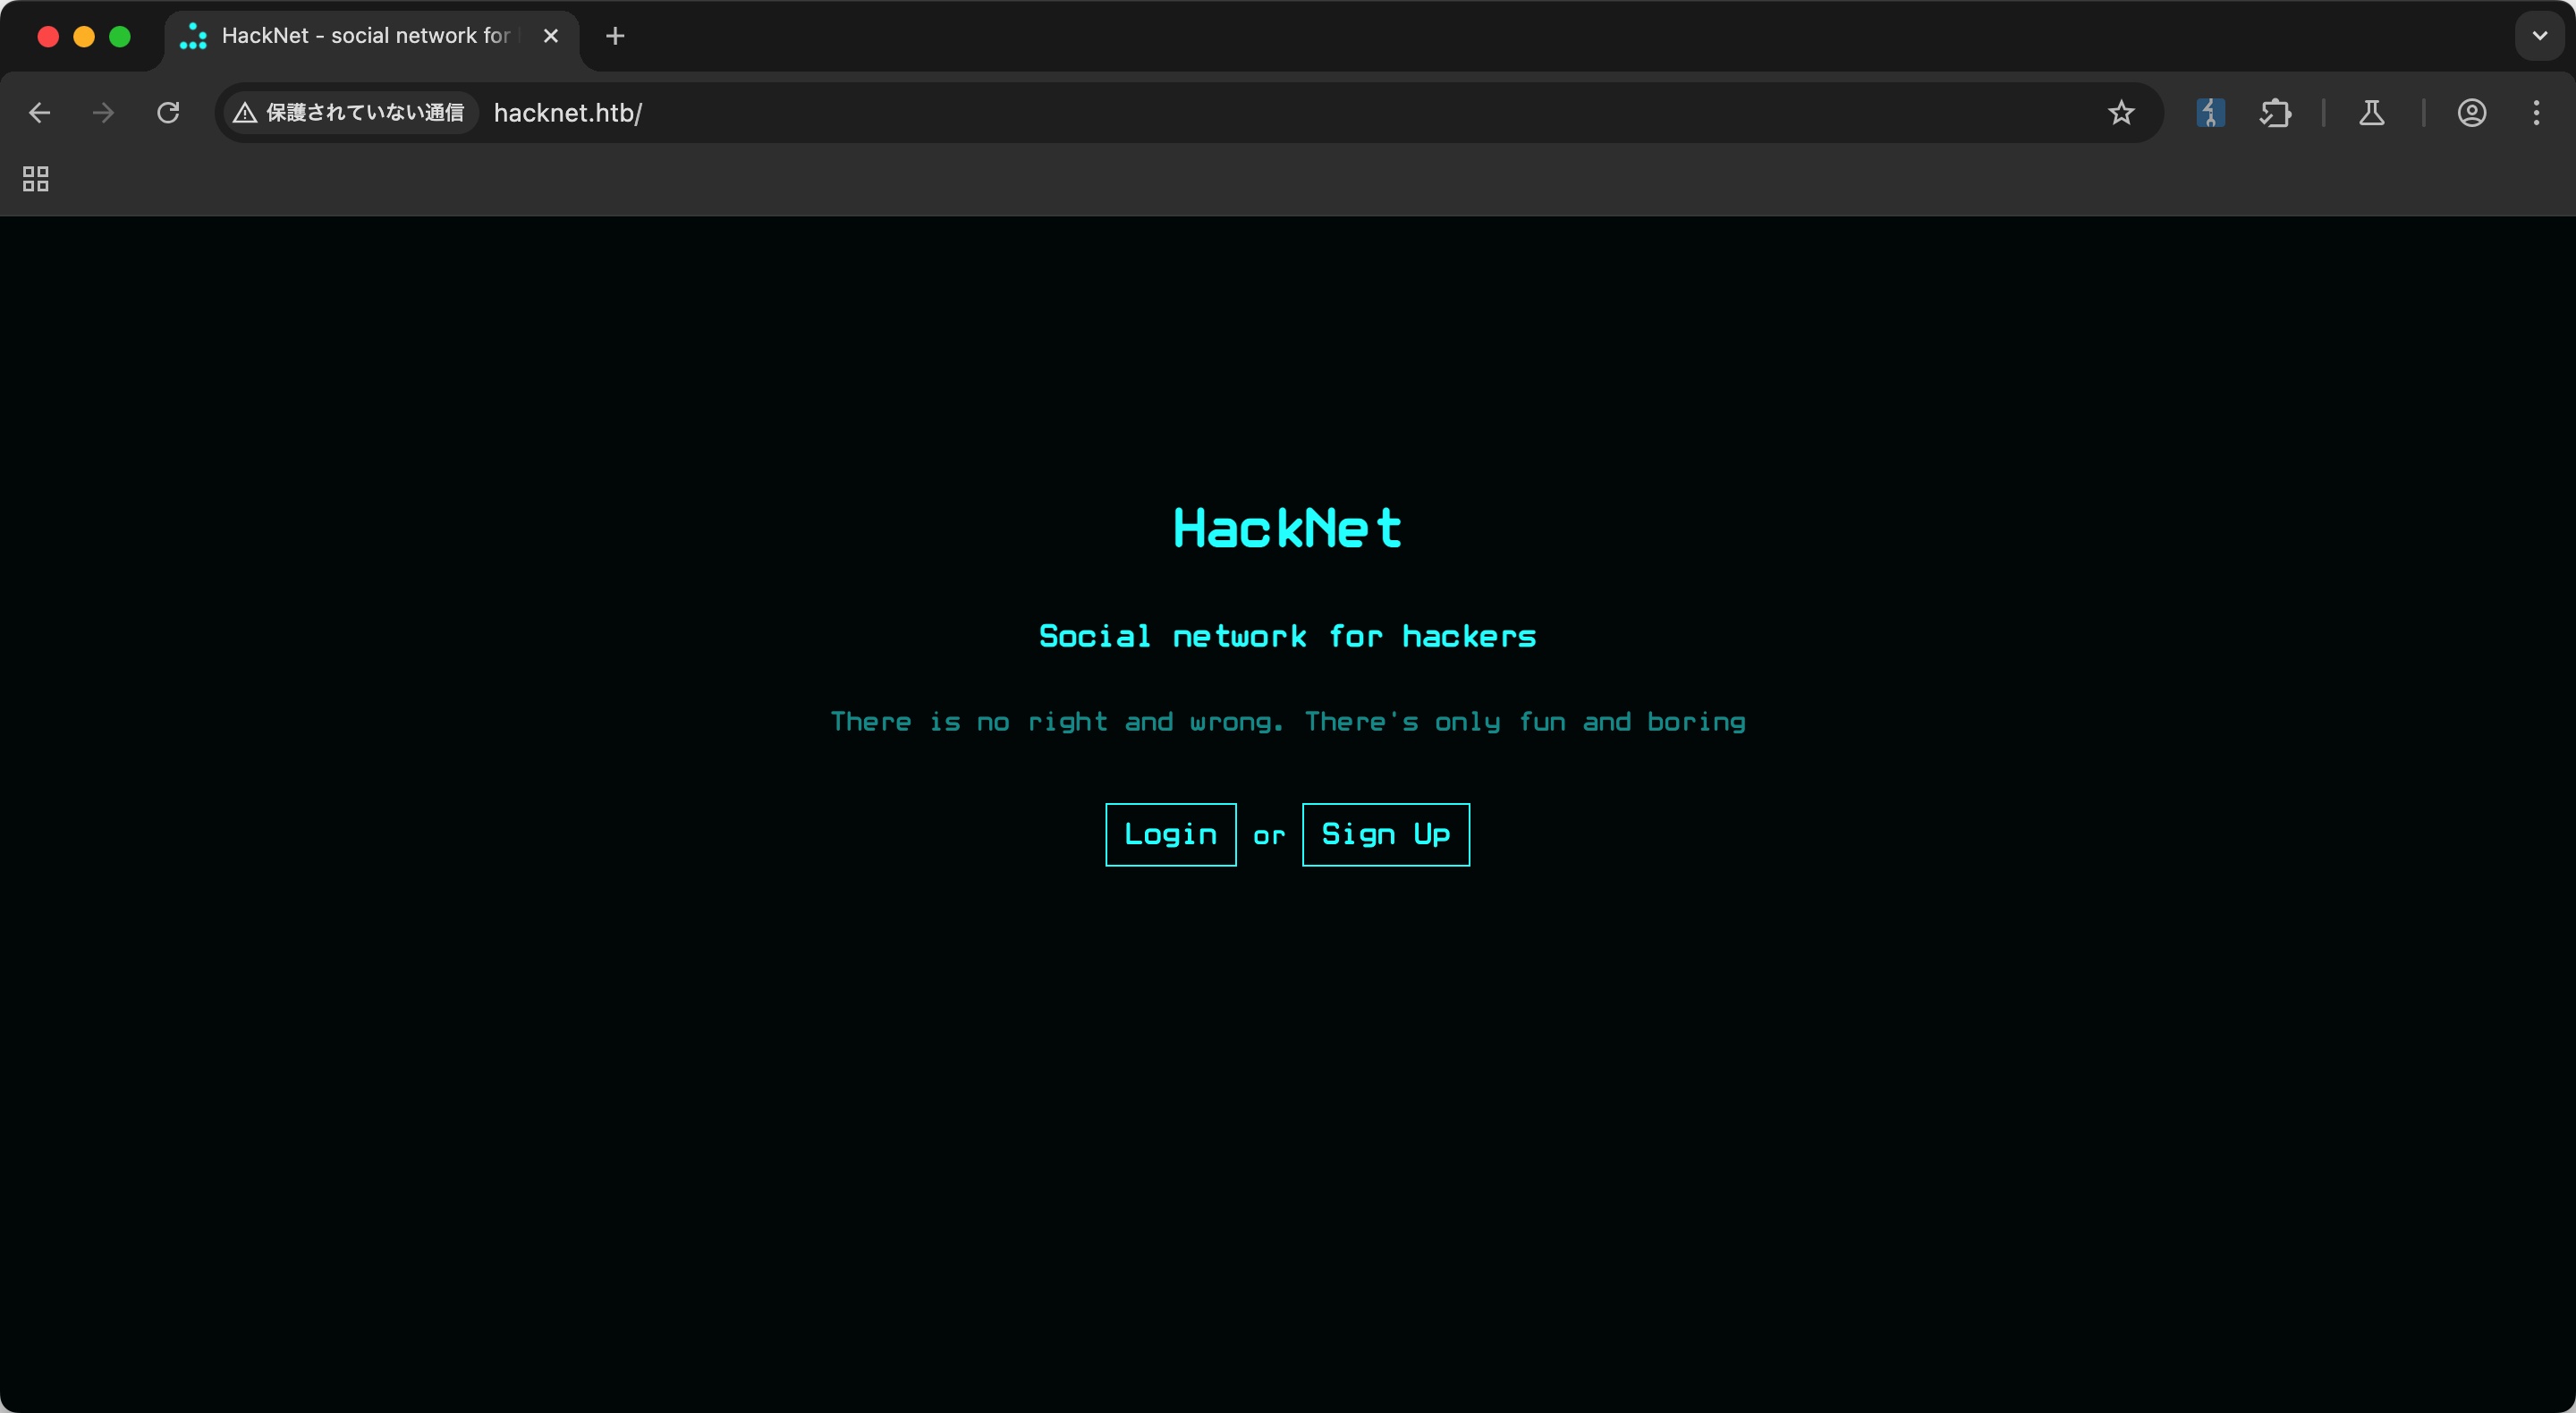 HackNet - social network for
保護されていない通信 hacknet.htb/
HackNet
Social network for hackers
There is no right and wrong. There's only fun and boring
Login or Sign Up